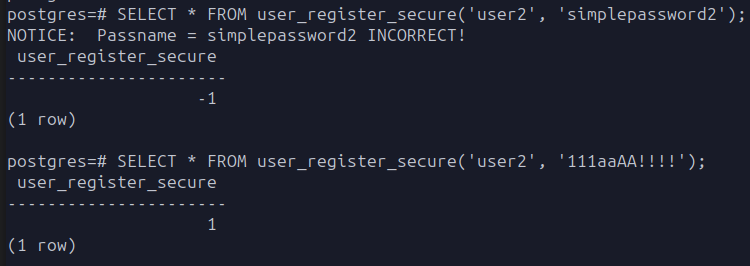 postgres=# SELECT * FROM user_register_secure('user2', 'simplepassword2');
NOTICE:  Passname = simplepassword2 INCORRECT!
 user_register_secure
----------------------
                   -1
(1 row)

postgres=# SELECT * FROM user_register_secure('user2', '111aaAA!!!!');
 user_register_secure
----------------------
                    1
(1 row)